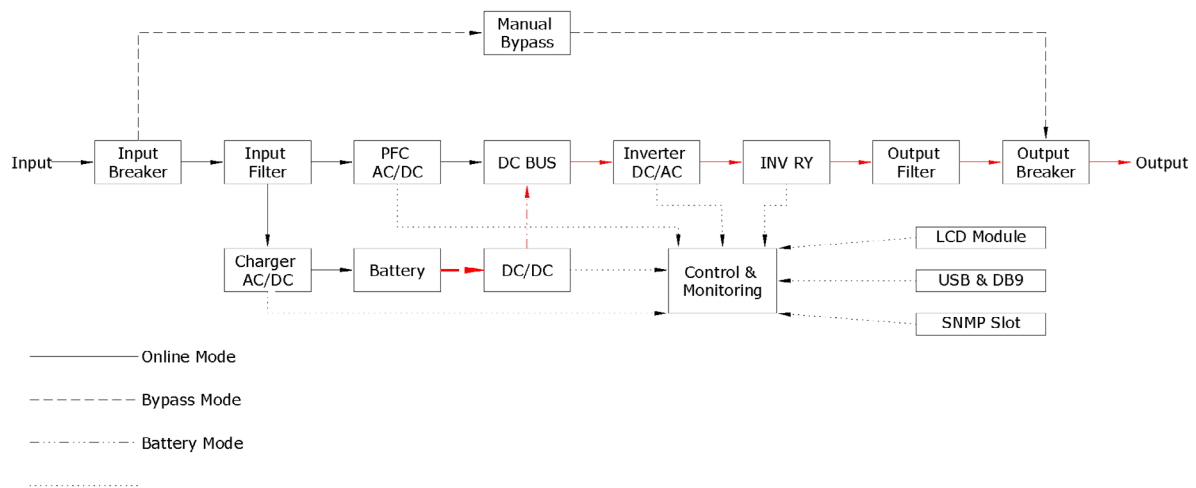 Manual
Bypass
Input
Input
Breaker
Input
Filter
PFC
AC/DC
DC BUS
Inverter
DC/AC
INV RY
Output
Filter
Output
Breaker
Output
Charger
AC/DC
Battery
DC/DC
Control &
Monitoring
LCD Module
USB & DB9
SNMP Slot
Online Mode
Bypass Mode
Battery Mode